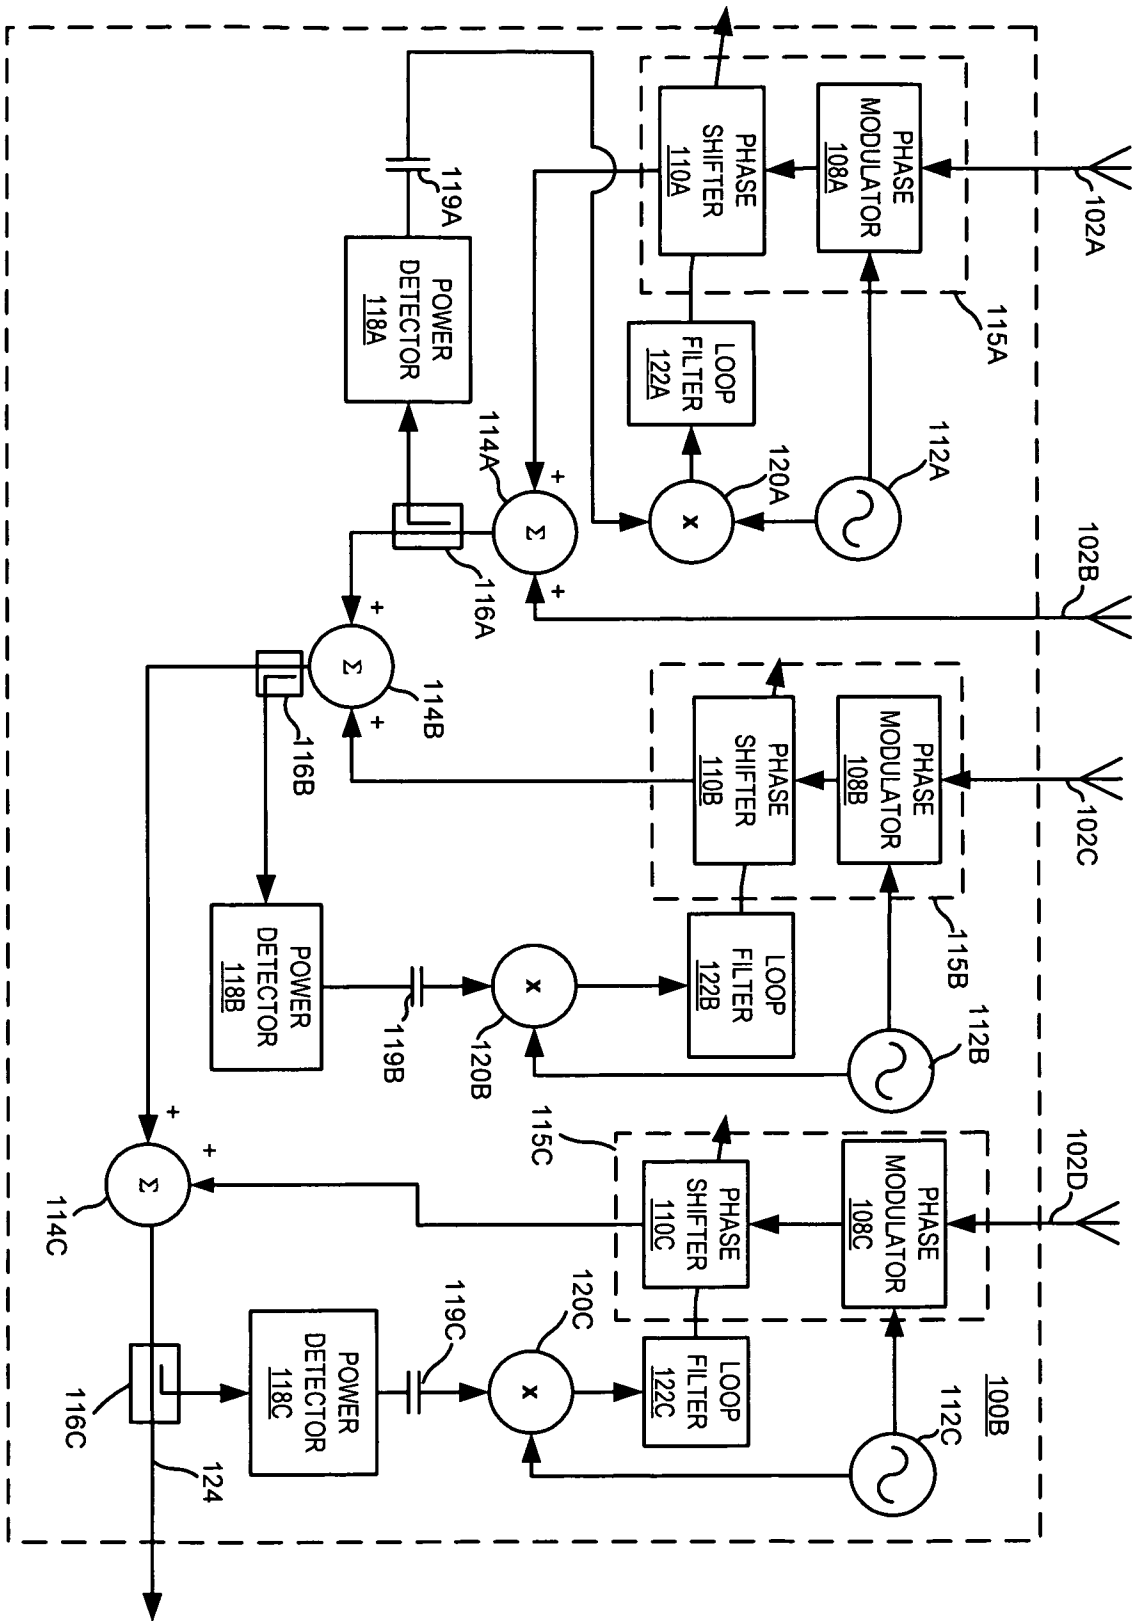 102A
102B
102C
102D
100B
PHASE
MODULATOR
108A
PHASE
SHIFTER
110A
115A
112A
LOOP
FILTER
122A
120A
x
119A
POWER
DETECTOR
118A
114A
Σ
+
+
116A
PHASE
MODULATOR
108B
PHASE
SHIFTER
110B
115B
112B
LOOP
FILTER
122B
120B
x
119B
POWER
DETECTOR
118B
114B
Σ
+
+
116B
PHASE
MODULATOR
108C
PHASE
SHIFTER
110C
115C
112C
LOOP
FILTER
122C
120C
x
119C
POWER
DETECTOR
118C
114C
Σ
+
+
116C
124